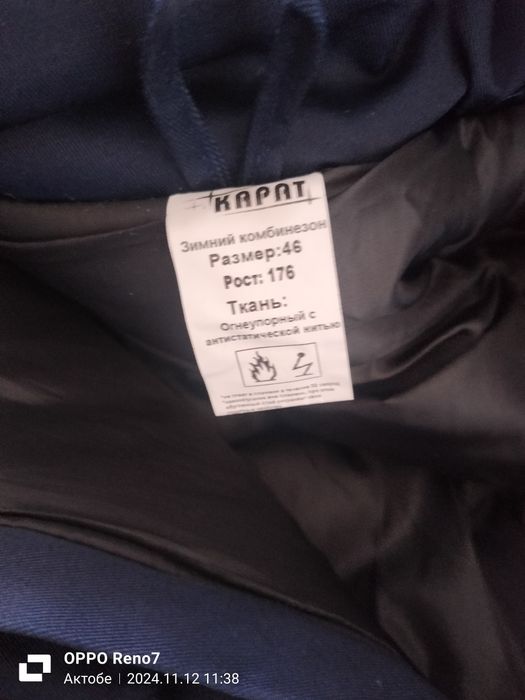 КАРАТ
Зимний комбинезон
Размер:46
Рост: 176
Ткань:
Огнеупорный с
антистатической нитью
OPPO Reno7
Актобе | 2024.11.12 11:38